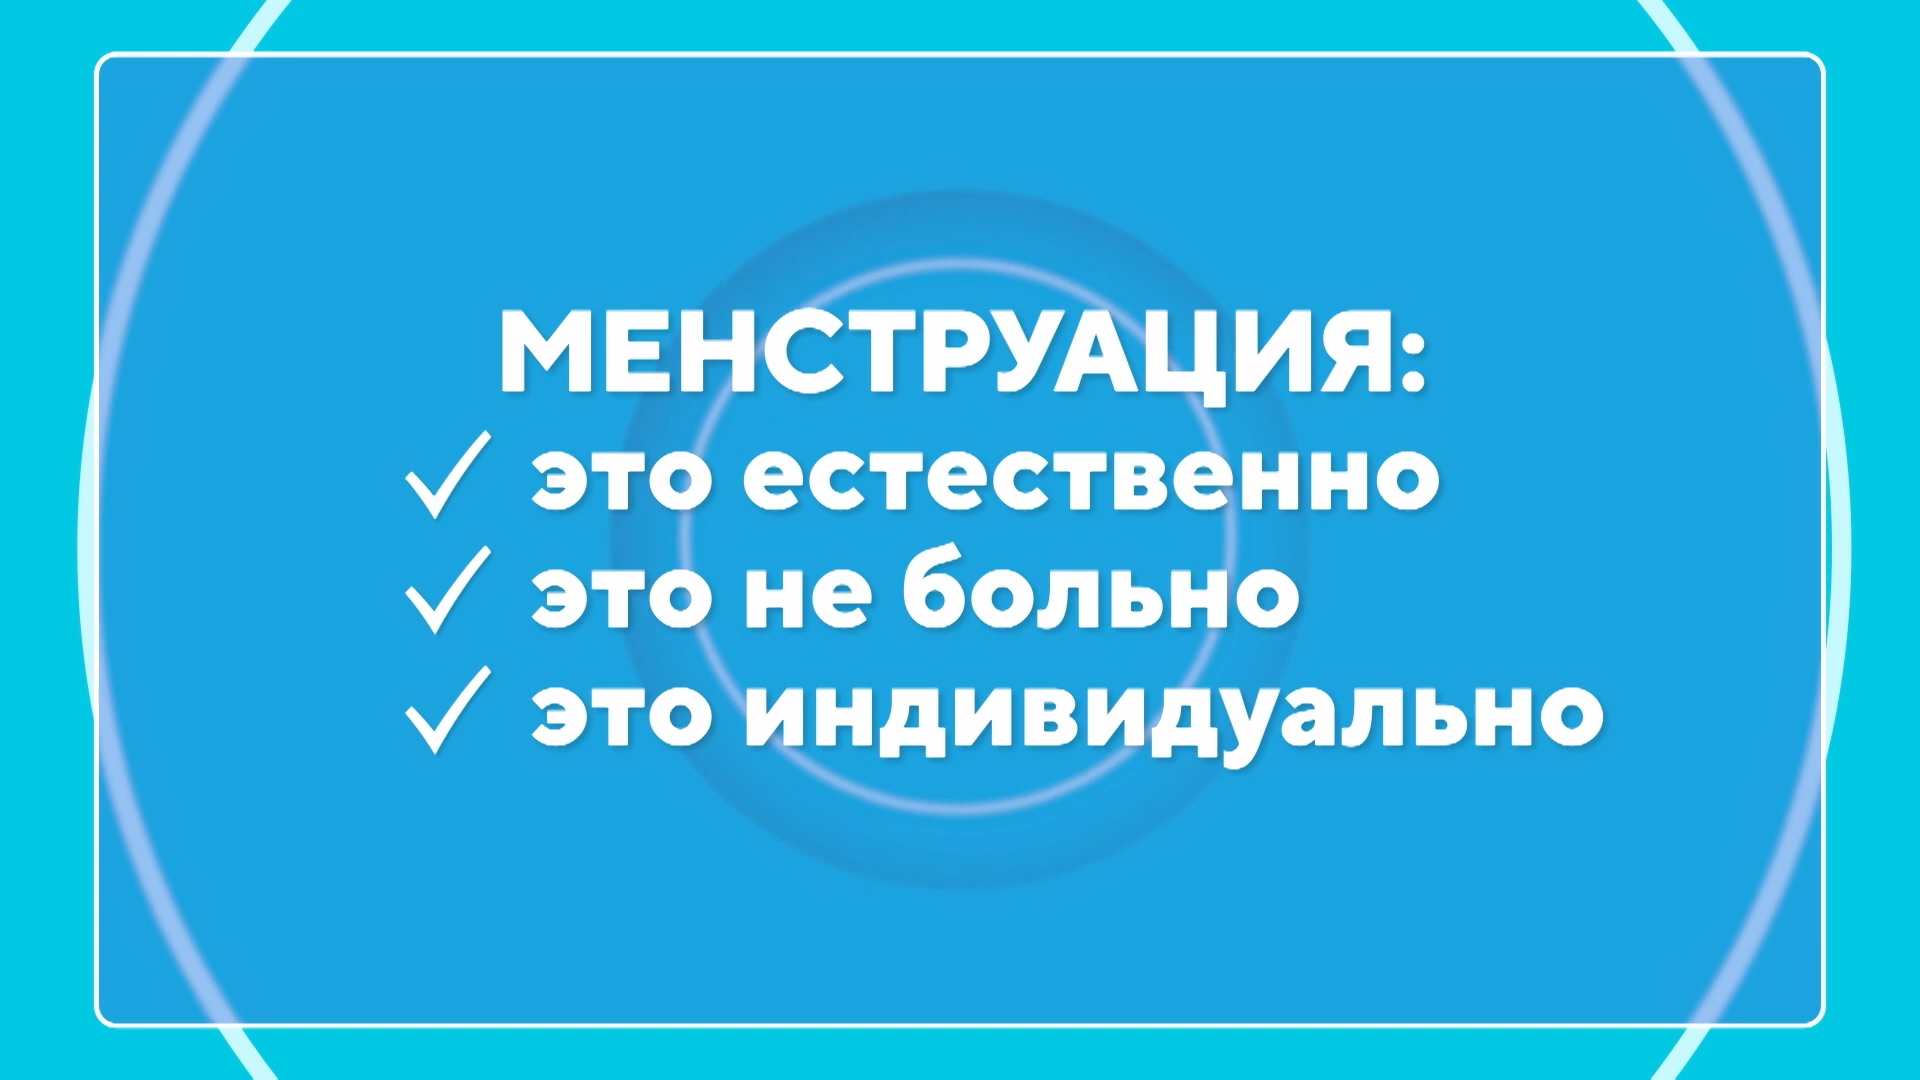 МЕНСТРУАЦИЯ:
✓ это естественно
✓ это не больно
✓ это индивидуально